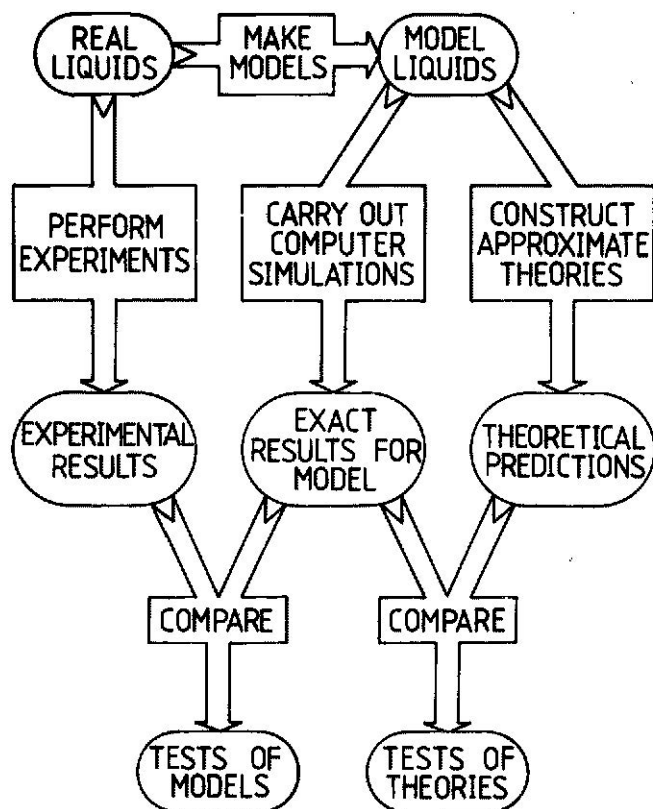 REAL
LIQUIDS
MAKE
MODELS
MODEL
LIQUIDS
PERFORM
EXPERIMENTS
CARRY OUT
COMPUTER
SIMULATIONS
CONSTRUCT
APPROXIMATE
THEORIES
EXPERIMENTAL
RESULTS
EXACT
RESULTS FOR
MODEL
THEORETICAL
PREDICTIONS
COMPARE
COMPARE
TESTS OF
MODELS
TESTS OF
THEORIES